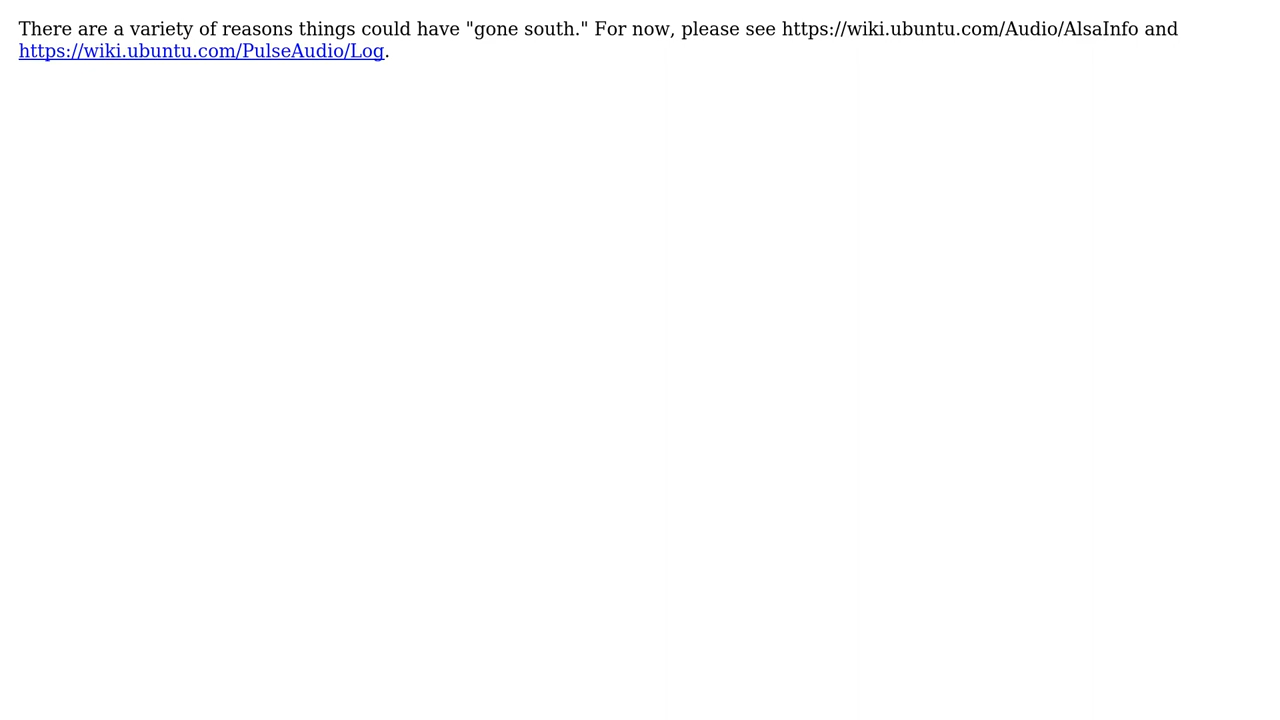 There are a variety of reasons things could have "gone south." For now, please see https://wiki.ubuntu.com/Audio/AlsaInfo and
https://wiki.ubuntu.com/PulseAudio/Log.